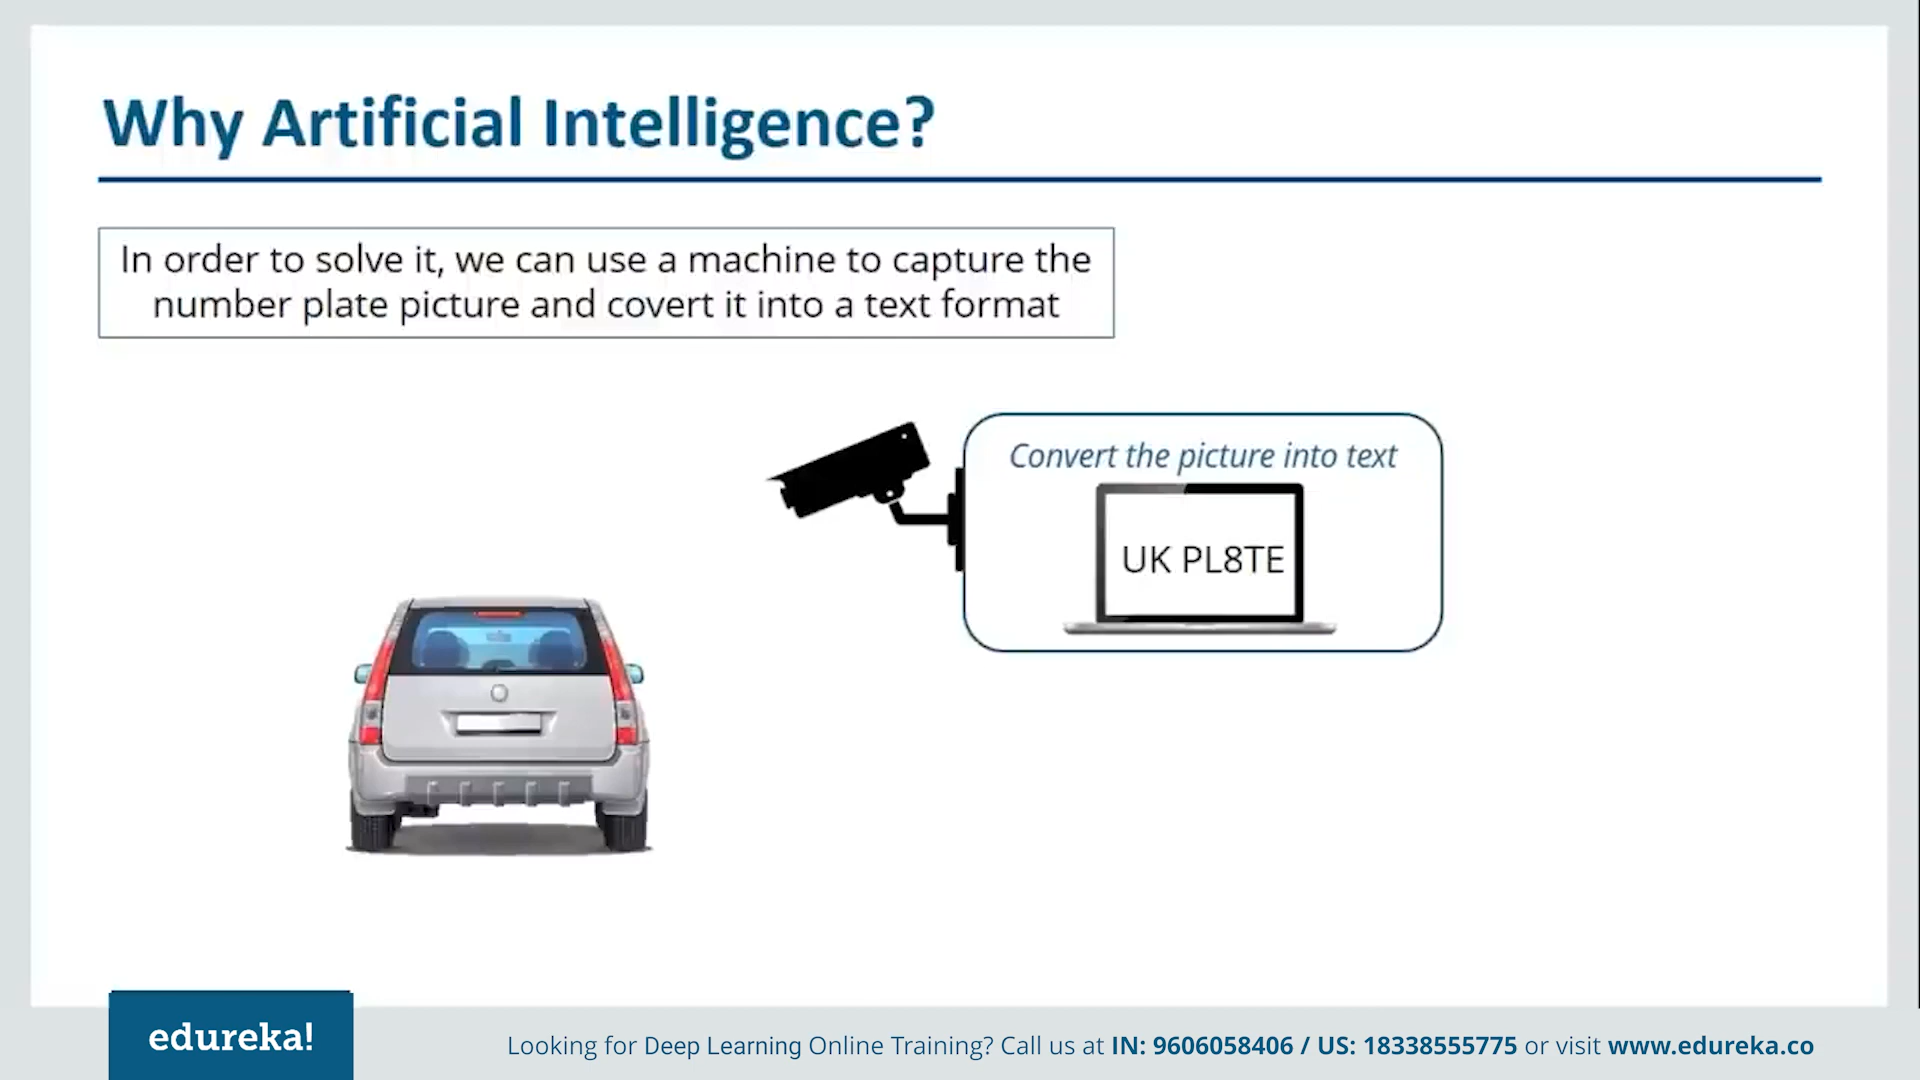 Why Artificial Intelligence?
In order to solve it, we can use a machine to capture the
number plate picture and covert it into a text format
Convert the picture into text
UK PL8TE
edureka!
Looking for Deep Learning Online Training? Call us at IN: 9606058406 / US: 18338555775 or visit www.edureka.co